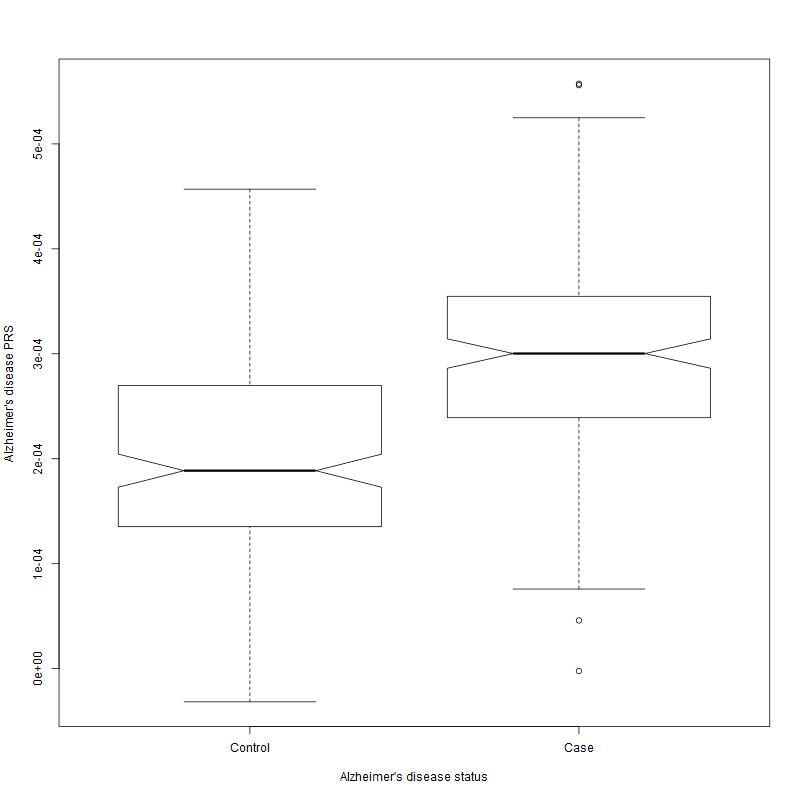 Alzheimer's disease PRS
5e-04
4e-04
3e-04
2e-04
1e-04
0e+00
Control
Case
Alzheimer's disease status